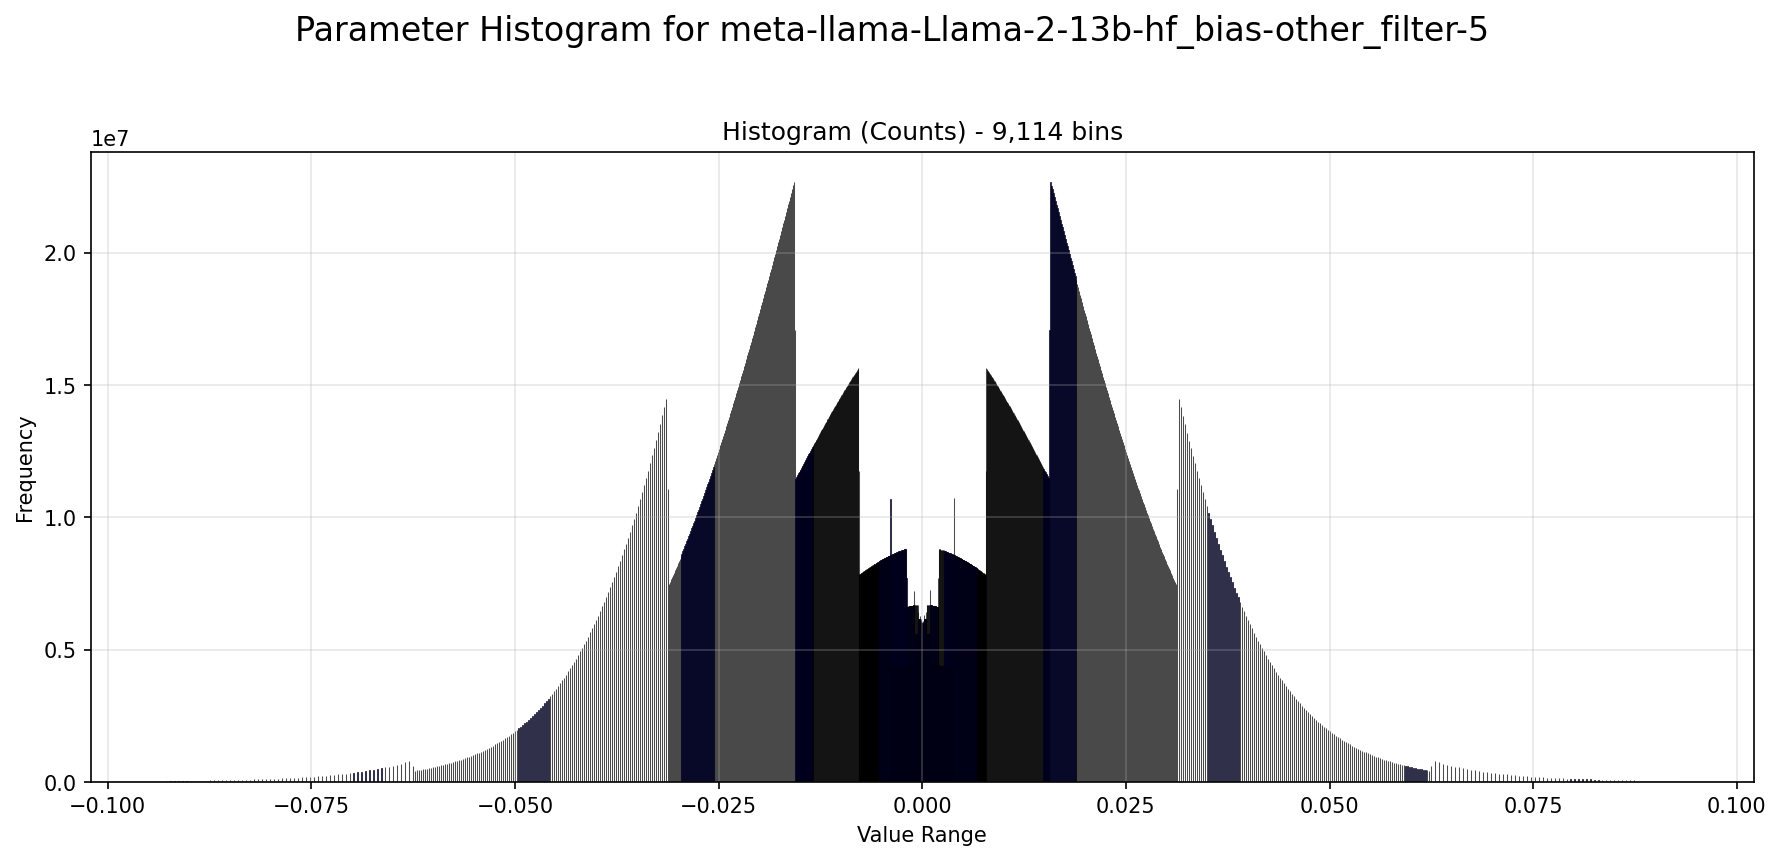 Parameter Histogram for meta-llama-Llama-2-13b-hf_bias-other_filter-5
Histogram (Counts) - 9,114 bins
1e7
2.0
1.5
1.0
0.5
0.0
Frequency
−0.100 −0.075 −0.050 −0.025 0.000 0.025 0.050 0.075 0.100
Value Range